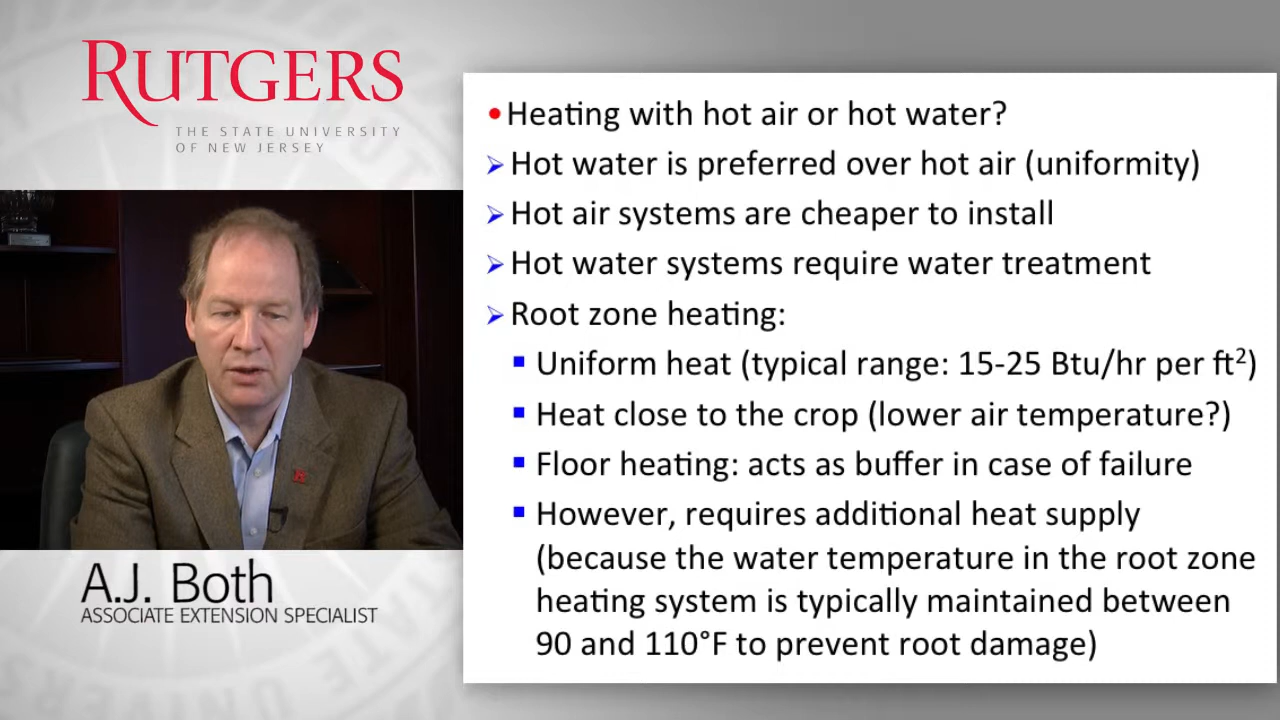 RUTGERS
THE STATE UNIVERSITY
OF NEW JERSEY
A.J. Both
ASSOCIATE EXTENSION SPECIALIST
•Heating with hot air or hot water?
➢ Hot water is preferred over hot air (uniformity)
➢ Hot air systems are cheaper to install
➢ Hot water systems require water treatment
➢ Root zone heating:
▪ Uniform heat (typical range: 15-25 Btu/hr per ft²)
▪ Heat close to the crop (lower air temperature?)
▪ Floor heating: acts as buffer in case of failure
▪ However, requires additional heat supply
(because the water temperature in the root zone
heating system is typically maintained between
90 and 110°F to prevent root damage)